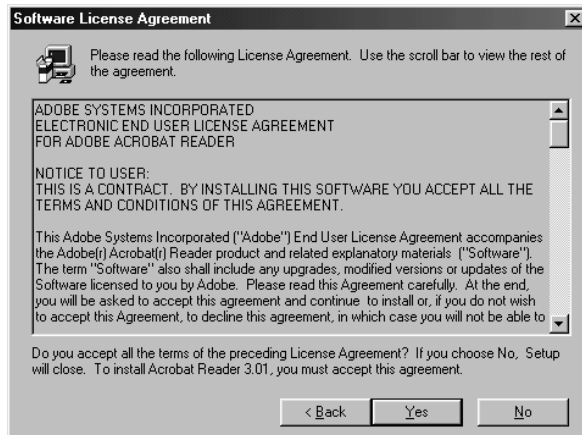 Software License Agreement
Please read the following License Agreement. Use the scroll bar to view the rest of
the agreement.
ADOBE SYSTEMS INCORPORATED
ELECTRONIC END USER LICENSE AGREEMENT
FOR ADOBE ACROBAT READER
NOTICE TO USER:
THIS IS A CONTRACT. BY INSTALLING THIS SOFTWARE YOU ACCEPT ALL THE
TERMS AND CONDITIONS OF THIS AGREEMENT.
This Adobe Systems Incorporated ("Adobe") End User License Agreement accompanies
the Adobe(r) Acrobat(r) Reader product and related explanatory materials ("Software").
The term "Software" also shall include any upgrades, modified versions or updates of the
Software licensed to you by Adobe. Please read this Agreement carefully. At the end,
you will be asked to accept this agreement and continue to install or, if you do not wish
to accept this Agreement, to decline this agreement, in which case you will not be able to
Do you accept all the terms of the preceding License Agreement? If you choose No, Setup
will close. To install Acrobat Reader 3.01, you must accept this agreement.
< Back Yes No